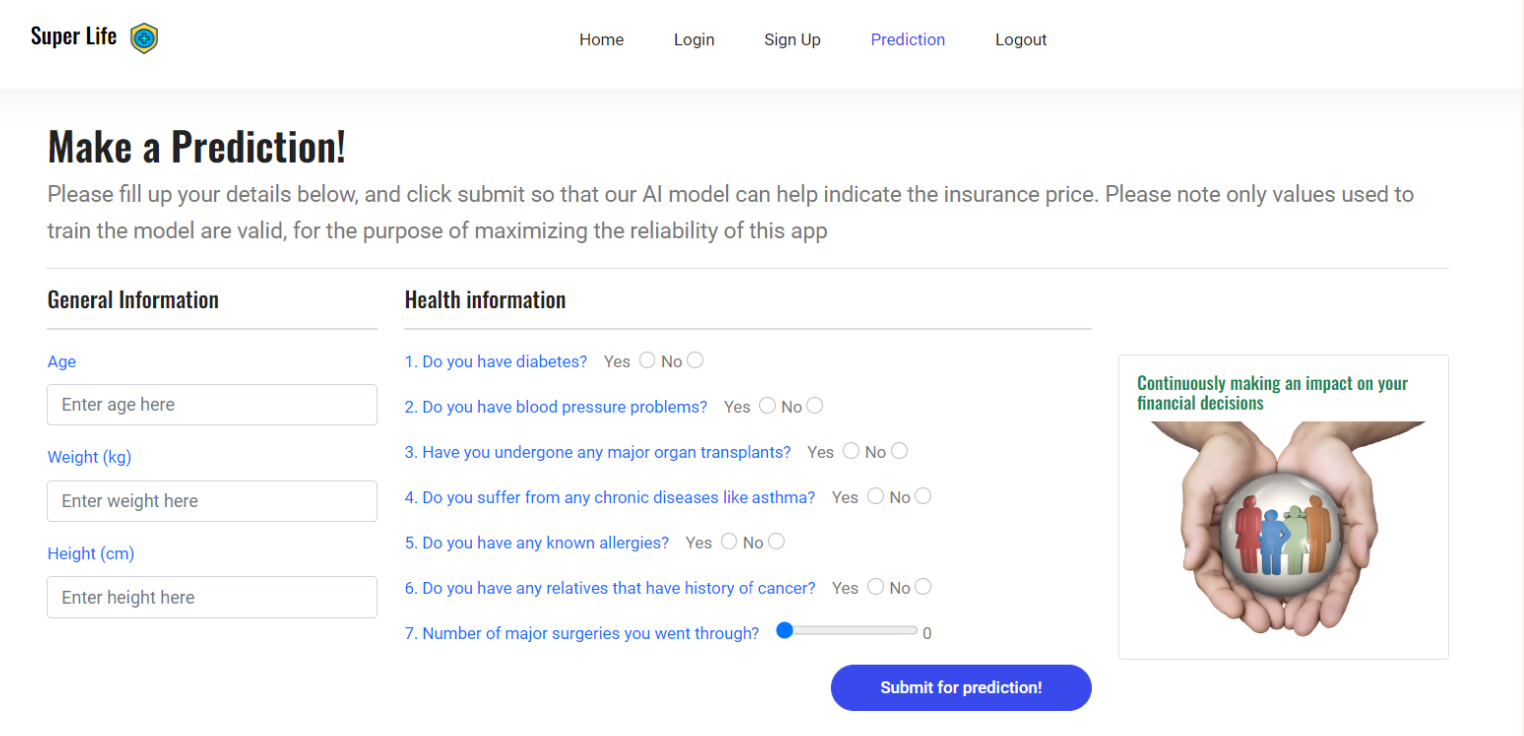 Super Life
Home Login Sign Up Prediction Logout
Make a Prediction!
Please fill up your details below, and click submit so that our AI model can help indicate the insurance price. Please note only values used to
train the model are valid, for the purpose of maximizing the reliability of this app
General Information
Age
Enter age here
Weight (kg)
Enter weight here
Height (cm)
Enter height here
Health information
1. Do you have diabetes? Yes No
2. Do you have blood pressure problems? Yes No
3. Have you undergone any major organ transplants? Yes No
4. Do you suffer from any chronic diseases like asthma? Yes No
5. Do you have any known allergies? Yes No
6. Do you have any relatives that have history of cancer? Yes No
7. Number of major surgeries you went through? 0
Submit for prediction!
Continuously making an impact on your
financial decisions